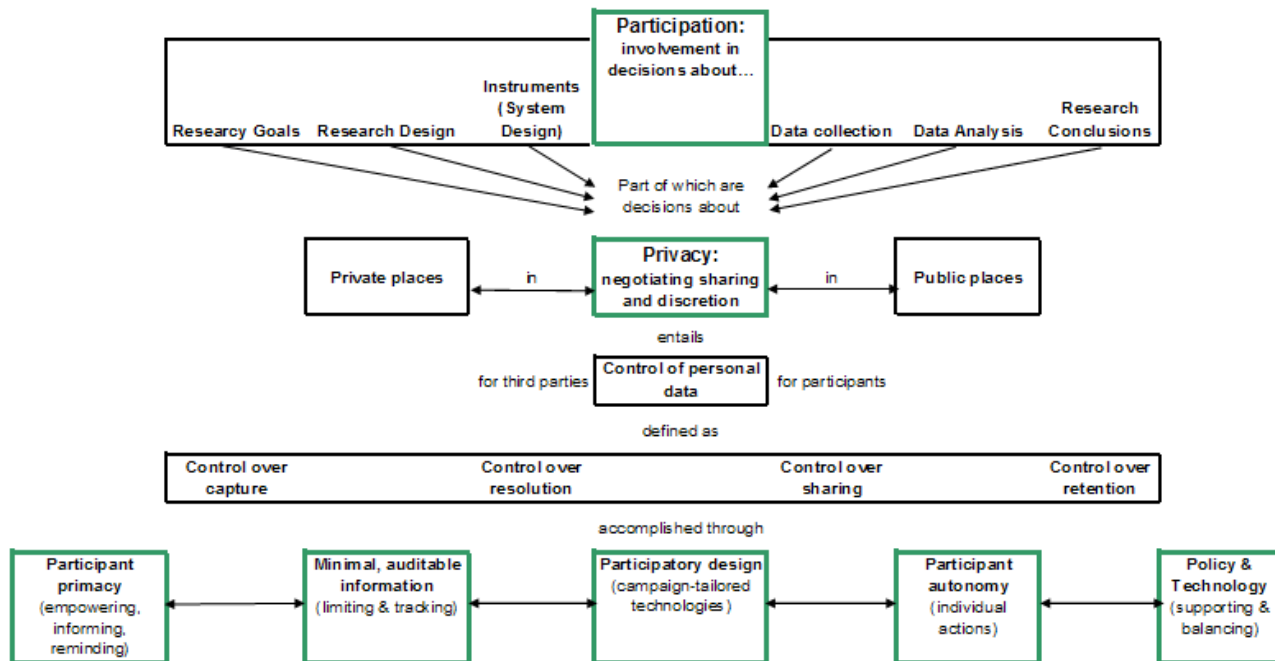 Participation:
involvement in
decisions about...
Researcy Goals
Research Design
Instruments
(System
Design)
Data collection
Data Analysis
Research
Conclusions
Part of which are
decisions about
Private places
in
Privacy:
negotiating sharing
and discretion
in
Public places
entails
for third parties
Control of personal
data
for participants
defined as
Control over
capture
Control over
resolution
Control over
sharing
Control over
retention
accomplished through
Participant
primacy
(empowering,
informing,
reminding)
Minimal, auditable
information
(limiting & tracking)
Participatory design
(campaign-tailored
technologies)
Participant
autonomy
(individual
actions)
Policy &
Technology
(supporting &
balancing)